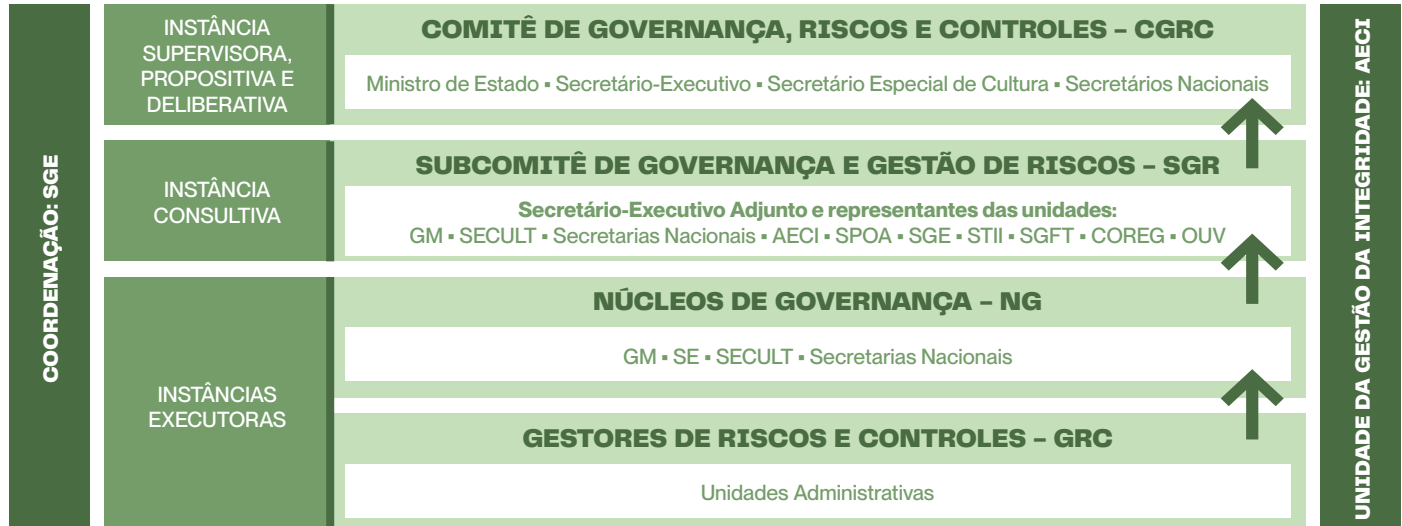 COORDENAÇÃO: SGE
INSTÂNCIA
SUPERVISORA,
PROPOSITIVA E
DELIBERATIVA
COMITÊ DE GOVERNANÇA, RISCOS E CONTROLES – CGRC
Ministro de Estado ▪ Secretário-Executivo ▪ Secretário Especial de Cultura ▪ Secretários Nacionais
INSTÂNCIA
CONSULTIVA
SUBCOMITÊ DE GOVERNANÇA E GESTÃO DE RISCOS – SGR
Secretário-Executivo Adjunto e representantes das unidades:
GM ▪ SECULT ▪ Secretarias Nacionais ▪ AECI ▪ SPOA ▪ SGE ▪ STII ▪ SGFT ▪ COREG ▪ OUV
INSTÂNCIAS
EXECUTORAS
NÚCLEOS DE GOVERNANÇA – NG
GM ▪ SE ▪ SECULT ▪ Secretarias Nacionais
GESTORES DE RISCOS E CONTROLES – GRC
Unidades Administrativas
UNIDADE DA GESTÃO DA INTEGRIDADE: AECI